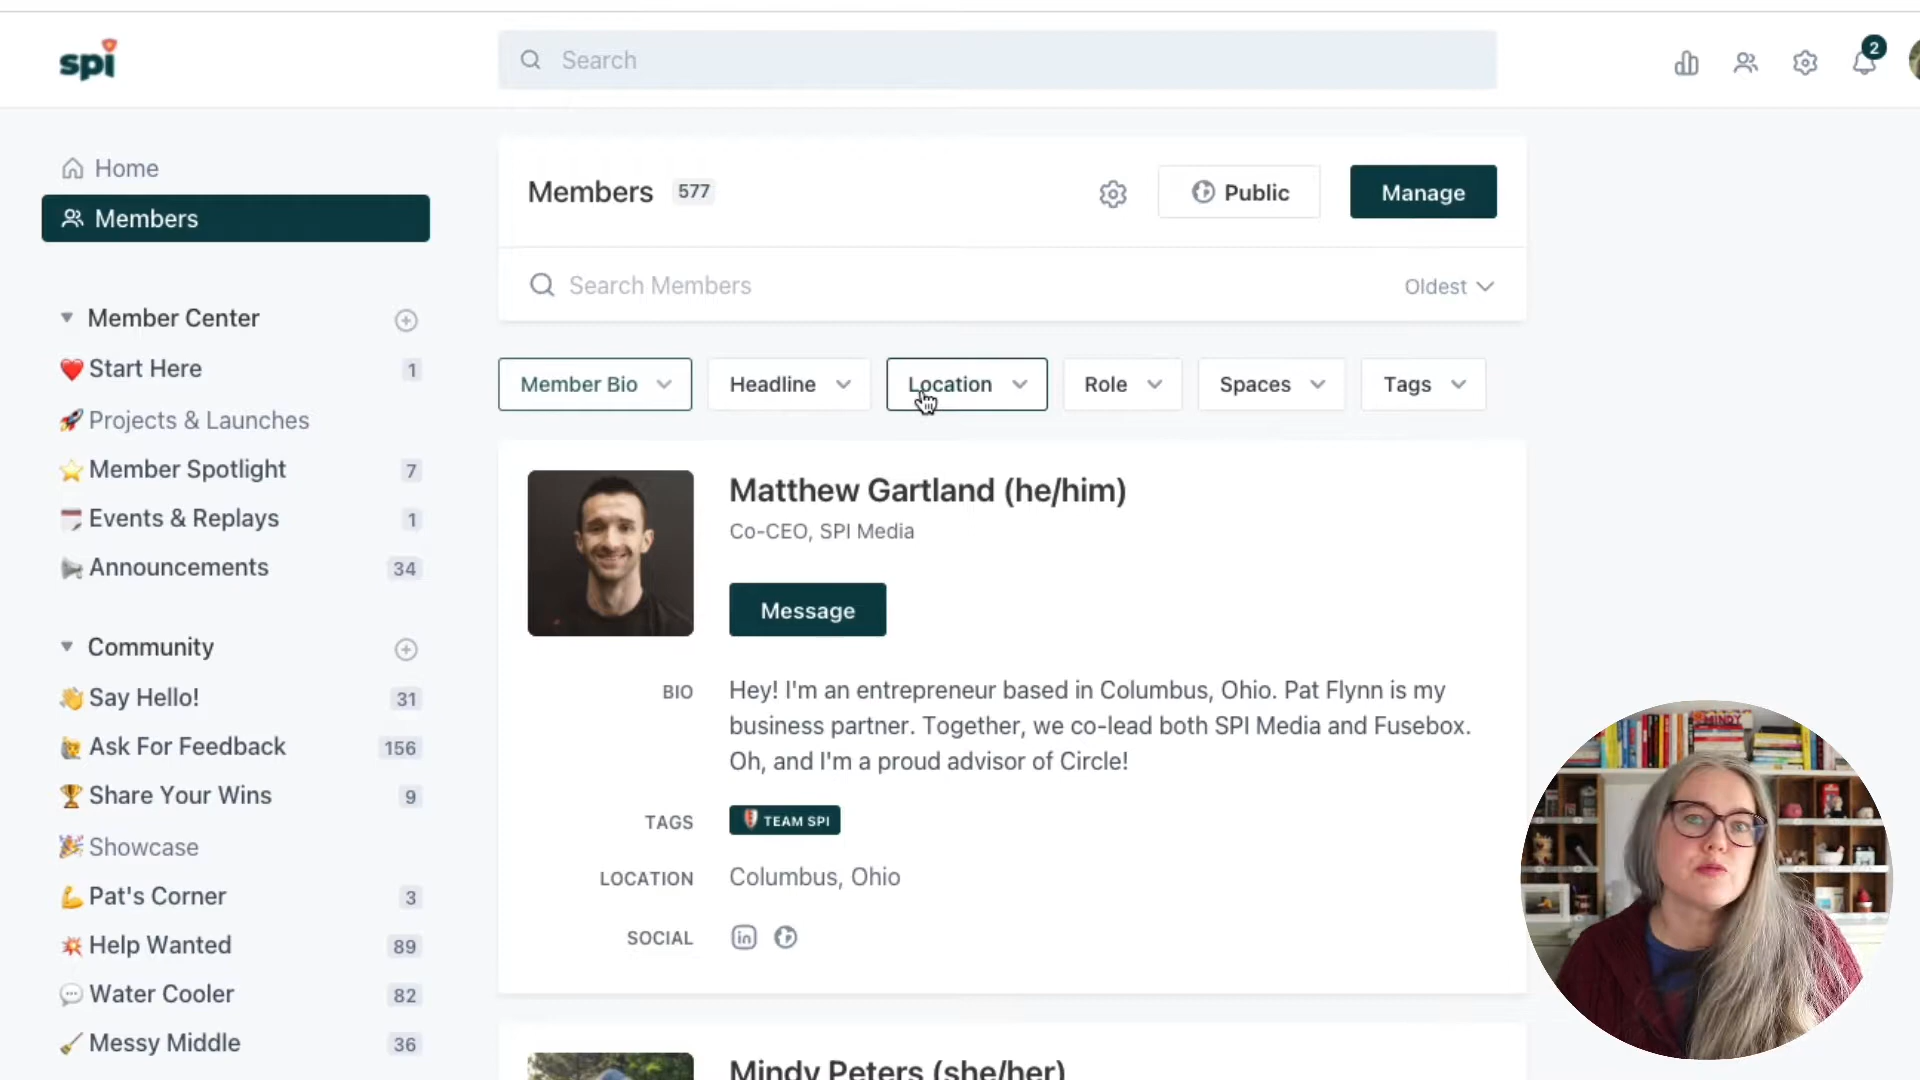 spi
Search
2
Home
Members
Member Center
Start Here 1
Projects & Launches
Member Spotlight 7
Events & Replays 1
Announcements 34
Community
Say Hello! 31
Ask For Feedback 156
Share Your Wins 9
Showcase
Pat's Corner 3
Help Wanted 89
Water Cooler 82
Messy Middle 36
Members 577
Public
Manage
Search Members
Oldest
Member Bio
Headline
Location
Role
Spaces
Tags
Matthew Gartland (he/him)
Co-CEO, SPI Media
Message
BIO
Hey! I'm an entrepreneur based in Columbus, Ohio. Pat Flynn is my
business partner. Together, we co-lead both SPI Media and Fusebox.
Oh, and I'm a proud advisor of Circle!
TAGS
TEAM SPI
LOCATION
Columbus, Ohio
SOCIAL
in
Mindy Peters (she/her)
MINDY